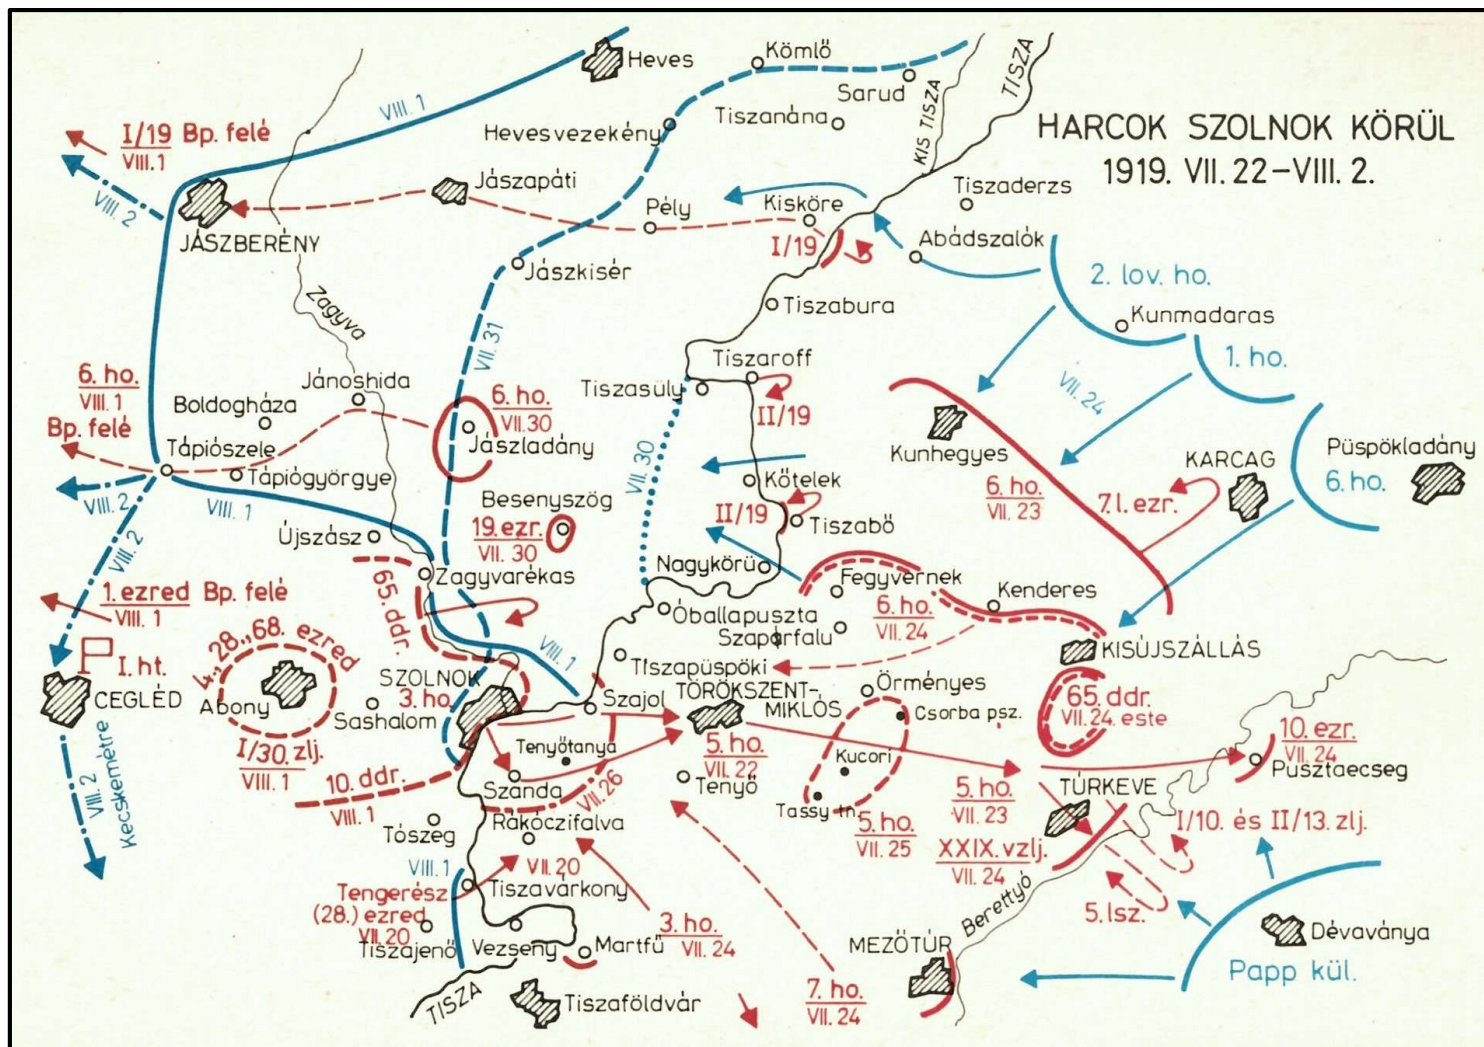 HARCOK SZOLNOK KÖRÜL
1919. VII. 22–VIII. 2.
Heves
Kömlő
Sarud
KIS TISZA
TISZA
VIII. 1
Hevesvezekény
Tiszanána
I/19 Bp. felé
VIII. 1
VIII. 2
Jászapáti
JÁSZBERÉNY
Pély
Kisköre
I/19
Tiszaderzs
Abádszalók
Jászkisér
Zagyva
2. lov. ho.
Kunmadaras
Tiszabura
VII. 31
1. ho.
VII. 24
6. ho.
VIII. 1
Bp. felé
Boldogháza
Jánoshida
6. ho.
VII. 30
Jászladány
Tiszasüly
Tiszaroff
II/19
VII. 30
Kunhegyes
Tápiószele
Tápiógyörgye
VIII. 2
VIII. 1
VIII. 2
Kőtelek
6. ho.
VII. 23
7. l. ezr.
KARCAG
Püspökladány
6. ho.
Besenyszög
19. ezr.
VII. 30
II/19
Tiszabő
Újszász
Zagyvarékas
Nagykörü
Fegyvernek
Kenderes
65. ddr.
1. ezred Bp. felé
VIII. 1
Óballapuszta
Szapárfalu
6. ho.
VII. 24
KISÚJSZÁLLÁS
4., 28., 68. ezred
I. ht.
CEGLÉD
Abony
I/30. zlj.
VIII. 1
SZOLNOK
3. ho.
Sashalom
VIII. 1
Tiszapüspöki
Szajol
TÖRÖKSZENT-
MIKLÓS
Örményes
Csorba psz.
65. ddr.
VII. 24. este
10. ezr.
VII. 24
Pusztaecseg
Tenyőtanya
5. ho.
VII. 22
Kucori
10. ddr.
VIII. 1
Szanda
VII. 26
Tenyő
Tassy tn.
5. ho.
VII. 23
TÚRKEVE
VIII. 2
Kecskemétre
Tószeg
Rákóczifalva
5. ho.
VII. 25
XXIX. vzlj.
VII. 24
I/10. és II/13. zlj.
VIII. 1
VII. 20
Tengerész
(28.) ezred
VII. 20
Tiszavárkony
5. lsz.
Berettyó
Tiszajenő
Vezseny
Martfű
3. ho.
VII. 24
MEZŐTÚR
Dévaványa
Papp kül.
TISZA
Tiszaföldvár
7. ho.
VII. 24